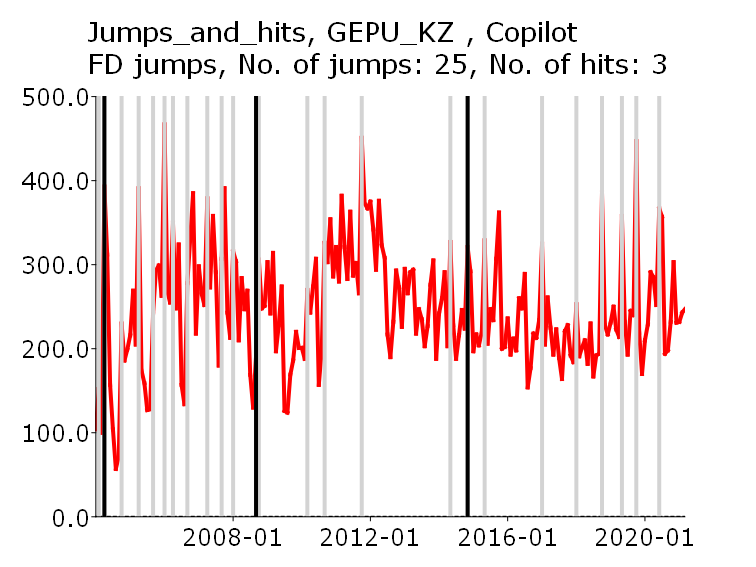 Jumps_and_hits, GEPU_KZ , Copilot
FD jumps, No. of jumps: 25, No. of hits: 3
500.0
400.0
300.0
200.0
100.0
0.0
2008-01 2012-01 2016-01 2020-01